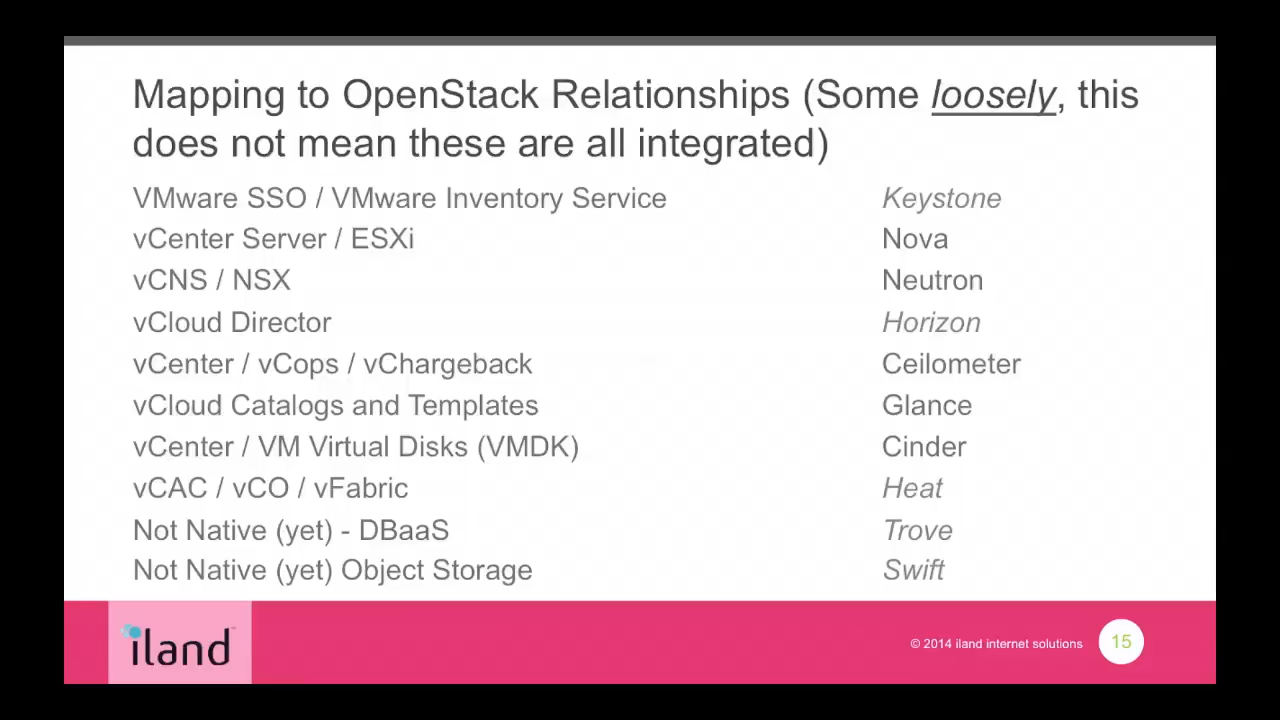 Mapping to OpenStack Relationships (Some loosely, this
does not mean these are all integrated)
VMware SSO / VMware Inventory Service Keystone
vCenter Server / ESXi Nova
vCNS / NSX Neutron
vCloud Director Horizon
vCenter / vCops / vChargeback Ceilometer
vCloud Catalogs and Templates Glance
vCenter / VM Virtual Disks (VMDK) Cinder
vCAC / vCO / vFabric Heat
Not Native (yet) - DBaaS Trove
Not Native (yet) Object Storage Swift
iland™
© 2014 iland internet solutions 15